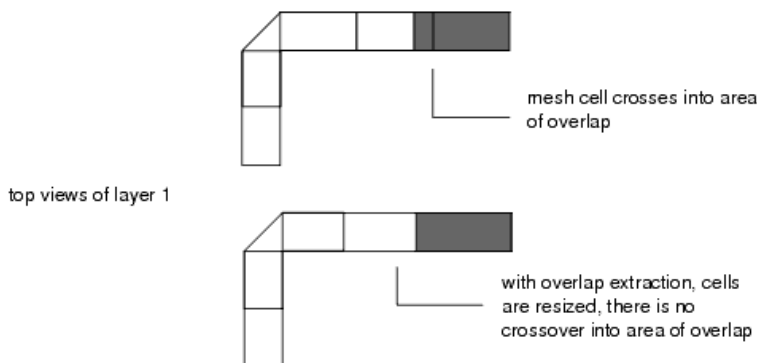 mesh cell crosses into area
of overlap
top views of layer 1
with overlap extraction, cells
are resized, there is no
crossover into area of overlap